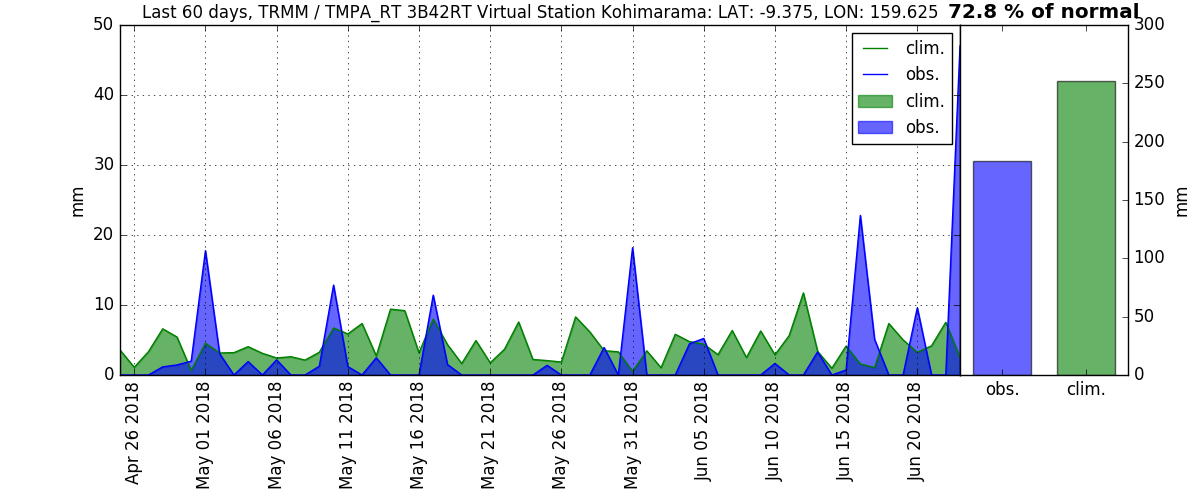 Last 60 days, TRMM / TMPA_RT 3B42RT Virtual Station Kohimarama: LAT: -9.375, LON: 159.625 72.8 % of normal
50
40
30
20
10
0
mm
clim.
obs.
clim.
obs.
300
250
200
150
100
50
0
mm
obs.
clim.
Apr 26 2018
May 01 2018
May 06 2018
May 11 2018
May 16 2018
May 21 2018
May 26 2018
May 31 2018
Jun 05 2018
Jun 10 2018
Jun 15 2018
Jun 20 2018